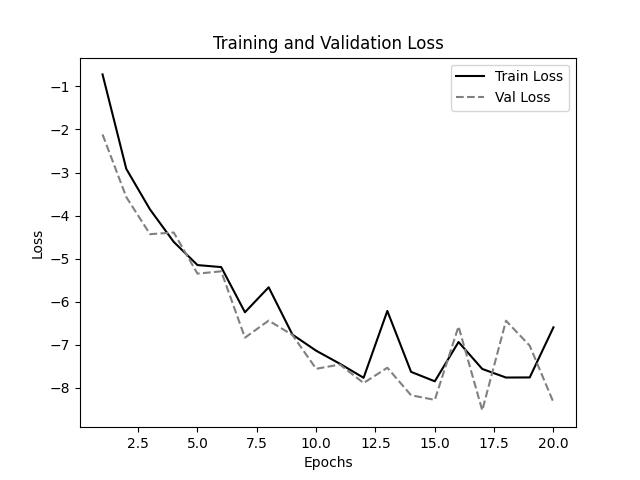 Training and Validation Loss
Train Loss
Val Loss
−1
−2
−3
−4
−5
−6
−7
−8
Loss
2.5 5.0 7.5 10.0 12.5 15.0 17.5 20.0
Epochs